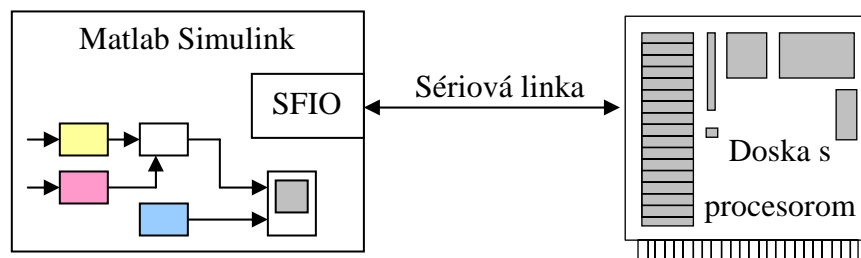 Matlab Simulink
SFIO
Sériová linka
Doska s
procesorom